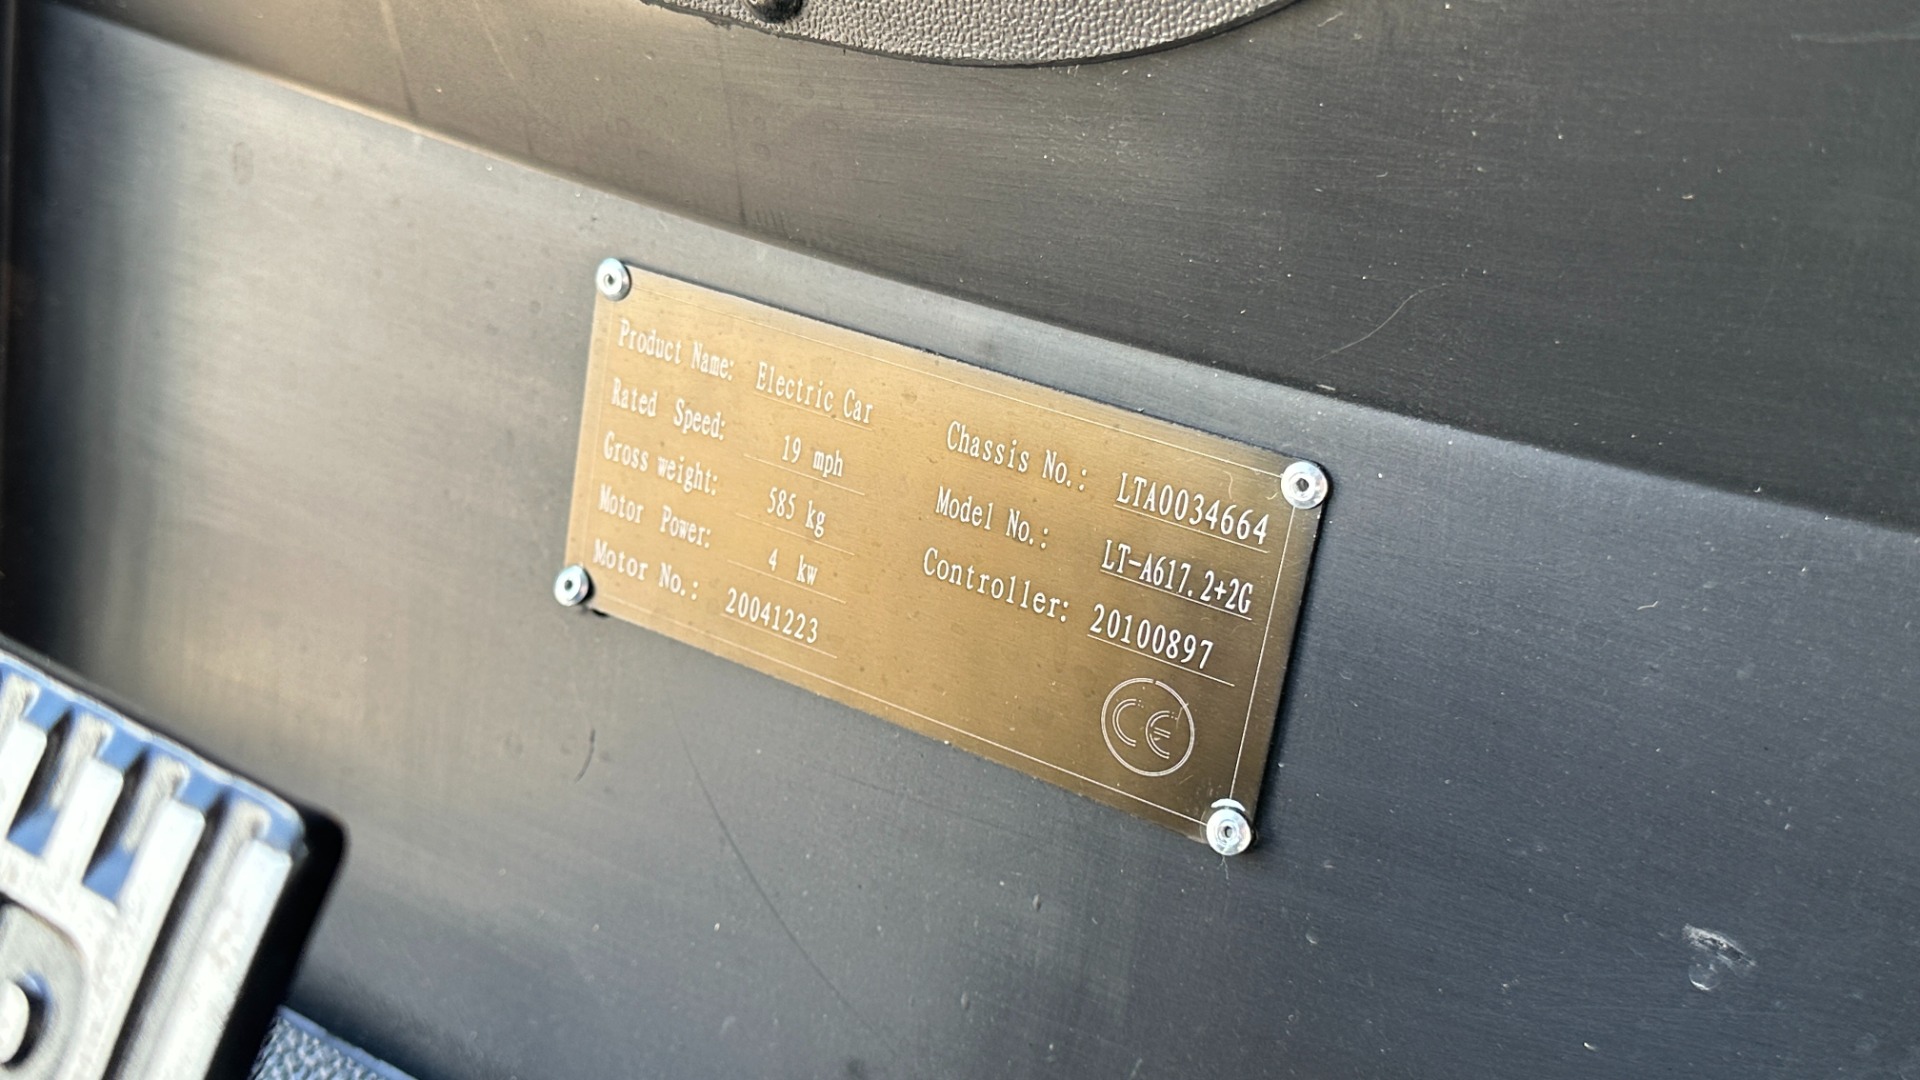 Product Name: Electric Car
Rated Speed: 19 mph
Gross weight: 585 kg
Motor Power: 4 kw
Motor No.: 20041223
Chassis No.: LTA0034664
Model No.: LT-A617.2+2G
Controller: 20100897
CE